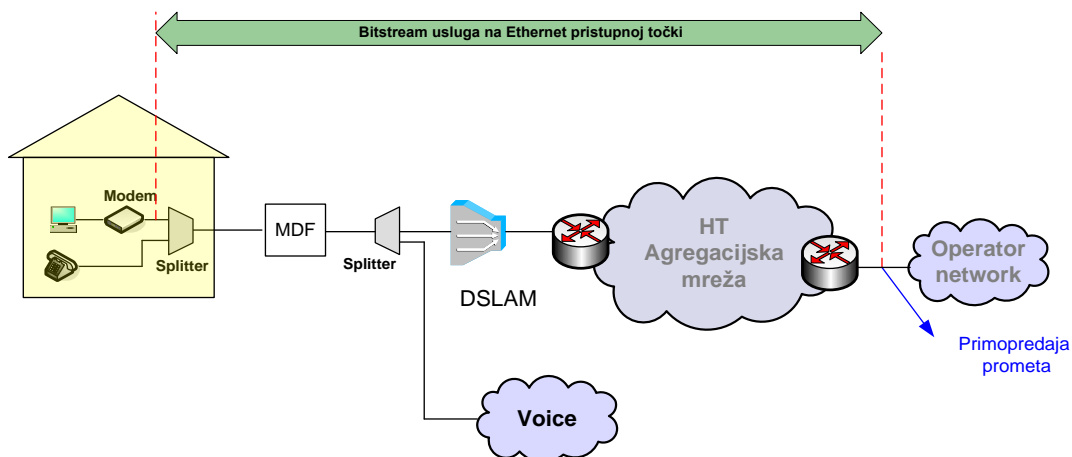 Bitstream usluga na Ethernet pristupnoj točki
Modem
Splitter
MDF
Splitter
DSLAM
HT
Agregacijska
mreža
Operator
network
Primopredaja
prometa
Voice